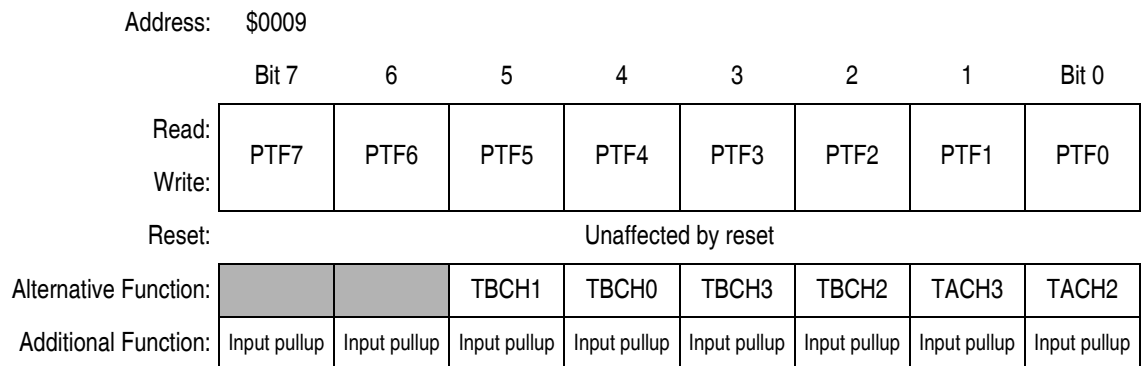 Address: $0009
Bit 7 6 5 4 3 2 1 Bit 0
Read:
PTF7 PTF6 PTF5 PTF4 PTF3 PTF2 PTF1 PTF0
Write:
Reset: Unaffected by reset
Alternative Function: TBCH1 TBCH0 TBCH3 TBCH2 TACH3 TACH2
Additional Function: Input pullup Input pullup Input pullup Input pullup Input pullup Input pullup Input pullup Input pullup